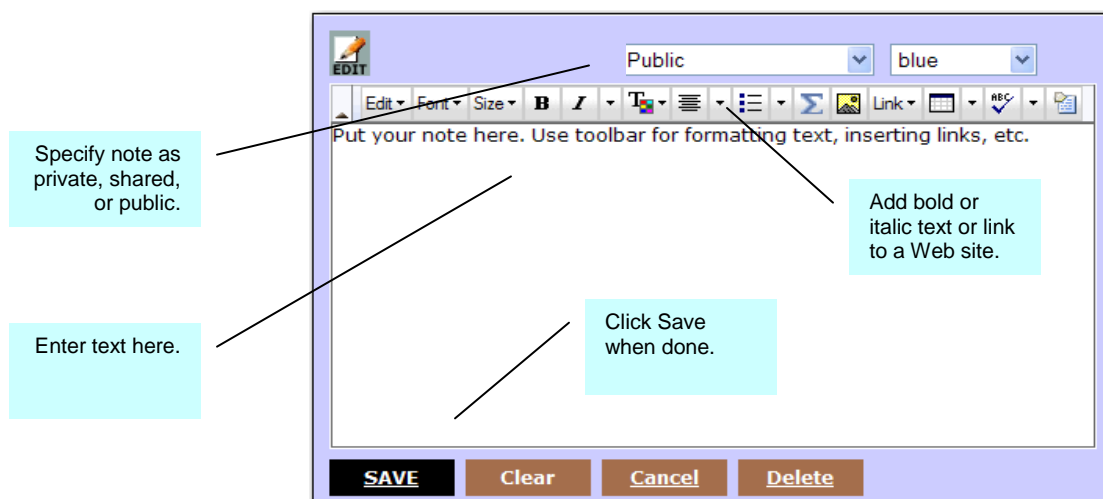 EDIT
Public
blue
Edit Font Size B I Link ABC
Put your note here. Use toolbar for formatting text, inserting links, etc.
Specify note as
private, shared,
or public.
Add bold or
italic text or link
to a Web site.
Enter text here.
Click Save
when done.
SAVE Clear Cancel Delete